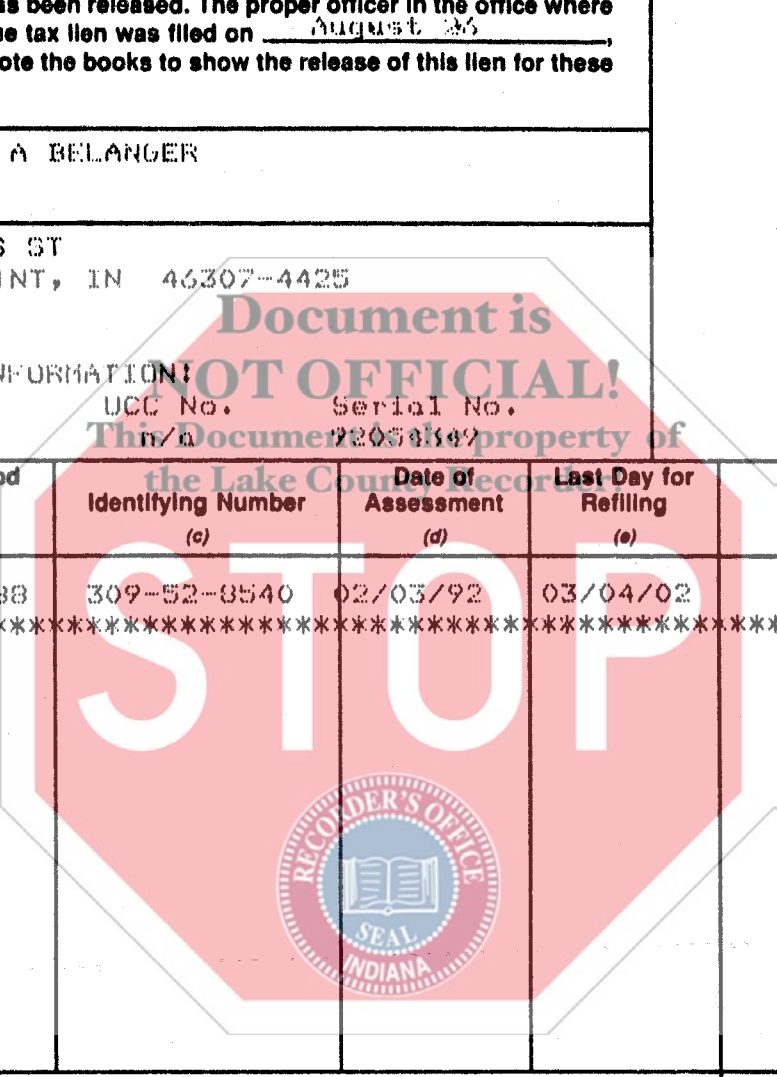 as been released. The proper officer in the office where
e tax lien was filed on August 26,
ote the books to show the release of this lien for these
A BELANGER
S ST
INT, IN 46307-4425
Document is
NFORMATION:
NOT OFFICIAL!
UCC No. Serial No.
n/a
This Document is the property of
the Lake County Recorder!
od
Identifying Number
(c)
Date of
Assessment
(d)
Last Day for
Refiling
(e)
88 309-52-8540 02/03/92 03/04/02
****************************************
STOP
RECORDER'S OFFICE
SEAL
INDIANA